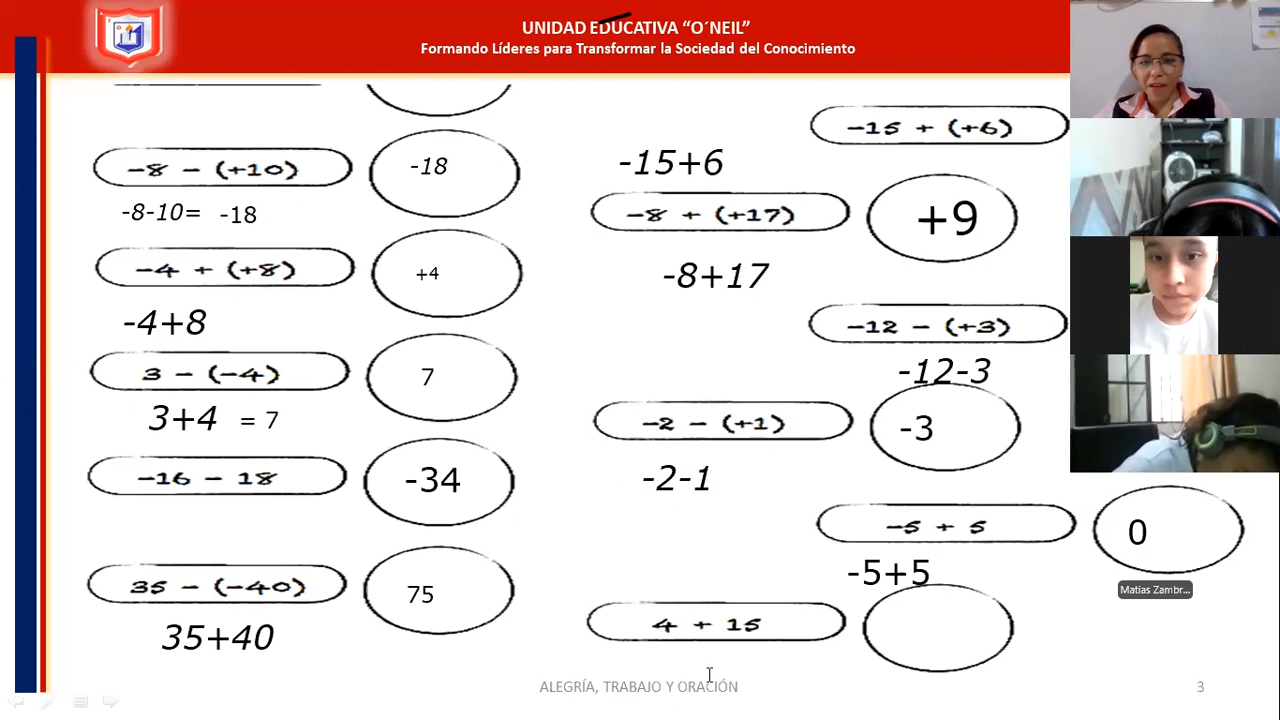 UNIDAD EDUCATIVA “O´NEIL”
Formando Líderes para Transformar la Sociedad del Conocimiento
-8 - (+10)
-18
-8-10= -18
-4 + (+8)
+4
-4+8
3 - (-4)
7
3+4 = 7
-16 - 18
-34
35 - (-40)
75
35+40
-15 + (+6)
-15+6
-8 + (+17)
+9
-8+17
-12 - (+3)
-12-3
-2 - (+1)
-3
-2-1
-5 + 5
0
-5+5
Matías Zambr...
4 + 15
ALEGRÍA, TRABAJO Y ORACIÓN
3